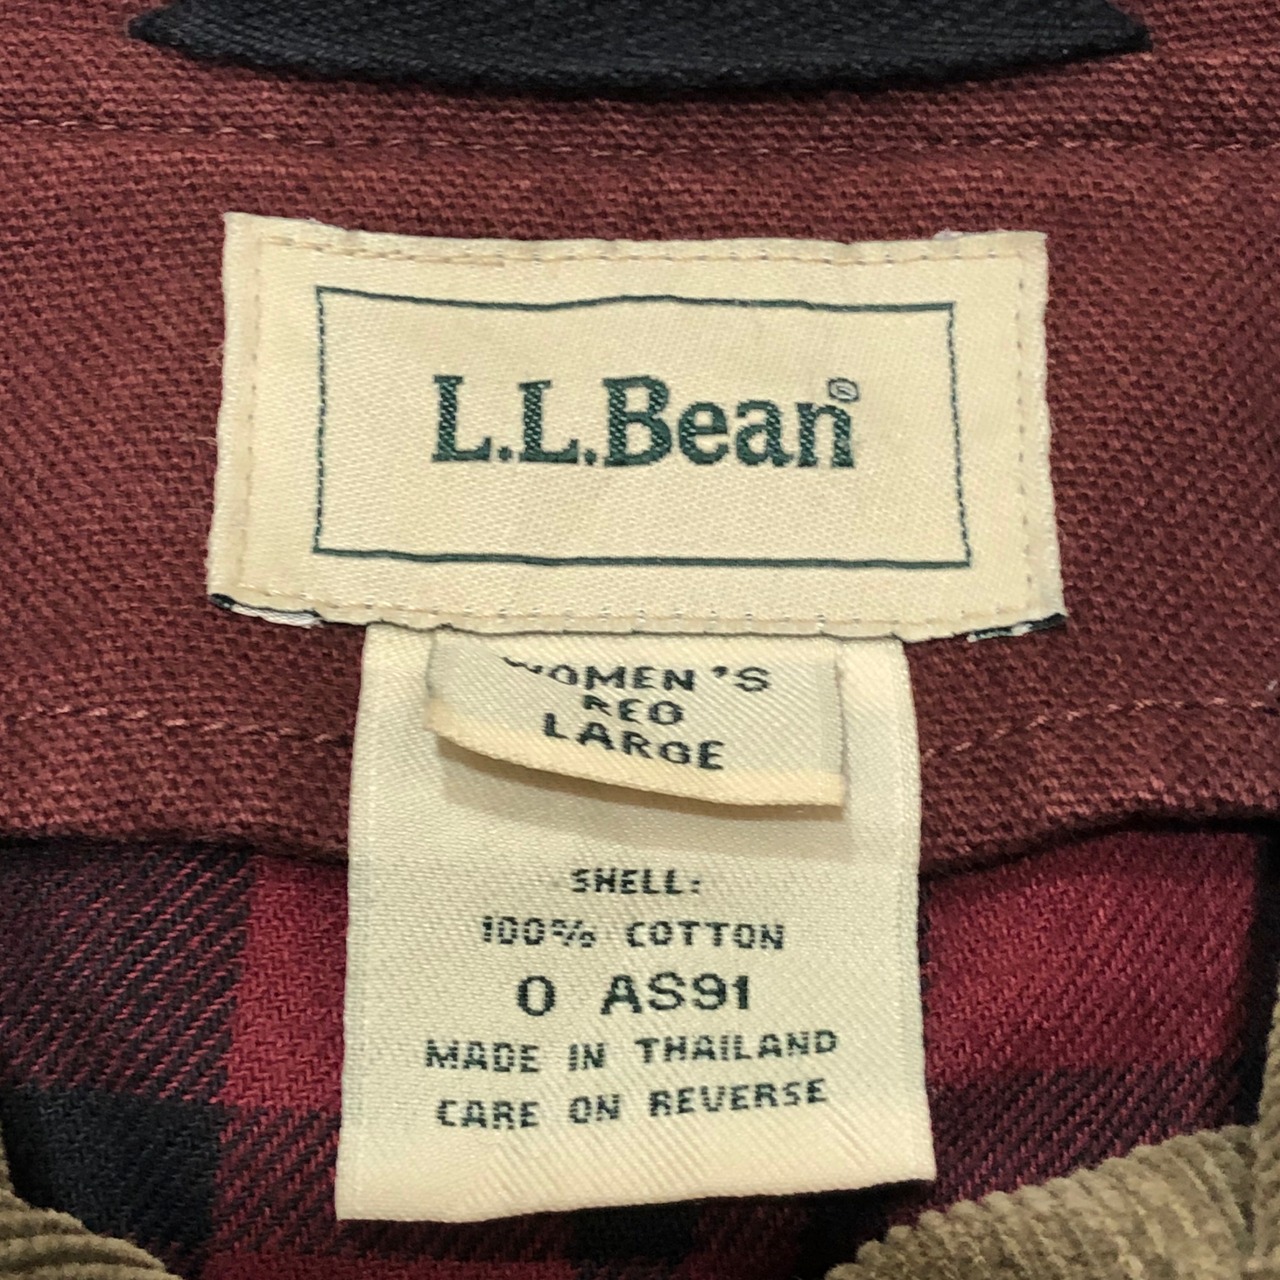 L.L.Bean®
WOMEN'S
REG
LARGE
SHELL:
100% COTTON
0 AS91
MADE IN THAILAND
CARE ON REVERSE